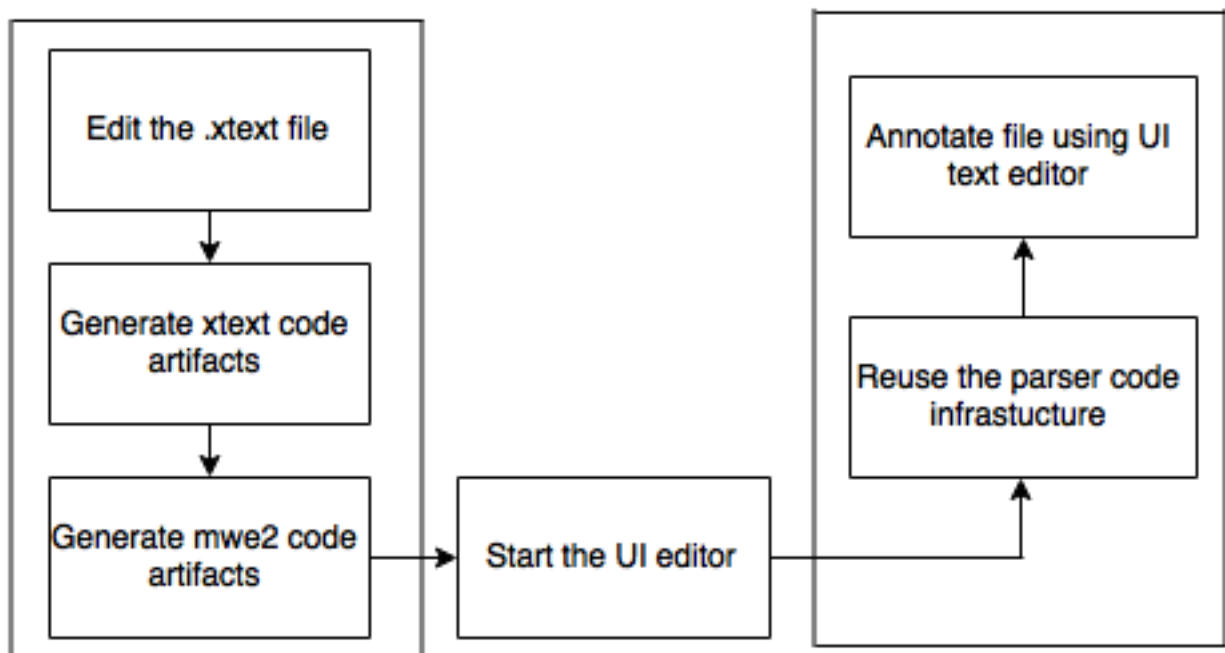 Edit the .xtext file
Generate xtext code
artifacts
Generate mwe2 code
artifacts
Start the UI editor
Reuse the parser code
infrastucture
Annotate file using UI
text editor